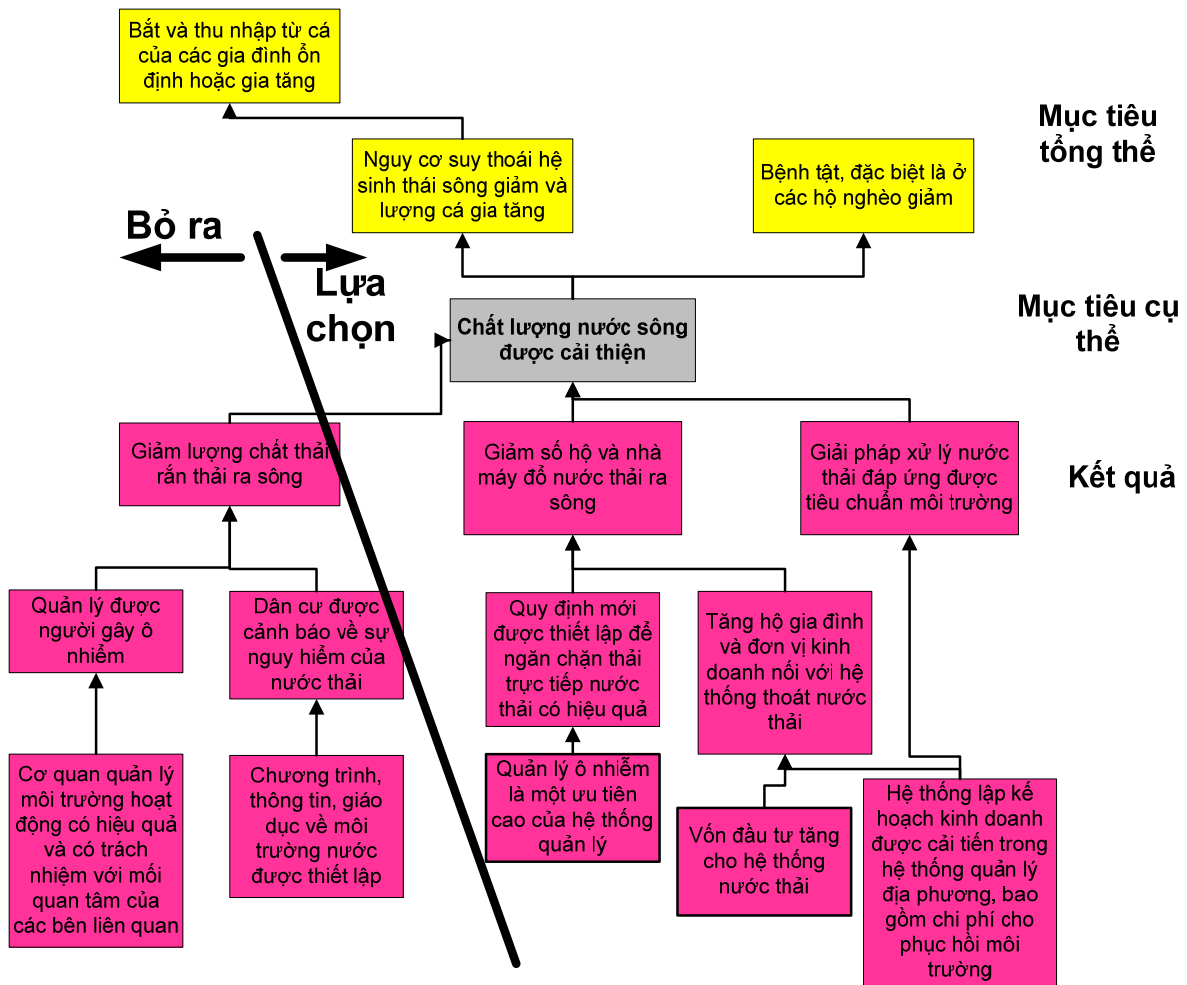 Bắt và thu nhập từ cá
của các gia đình ổn
định hoặc gia tăng
Mục tiêu
tổng thể
Nguy cơ suy thoái hệ
sinh thái sông giảm và
lượng cá gia tăng
Bệnh tật, đặc biệt là ở
các hộ nghèo giảm
Bỏ ra
Lựa
chọn
Chất lượng nước sông
được cải thiện
Mục tiêu cụ
thể
Giảm lượng chất thải
rắn thải ra sông
Giảm số hộ và nhà
máy đổ nước thải ra
sông
Giải pháp xử lý nước
thải đáp ứng được
tiêu chuẩn môi trường
Kết quả
Quản lý được
người gây ô
nhiễm
Dân cư được
cảnh báo về sự
nguy hiểm của
nước thải
Quy định mới
được thiết lập để
ngăn chặn thải
trực tiếp nước
thải có hiệu quả
Tăng hộ gia đình
và đơn vị kinh
doanh nối với hệ
thống thoát nước
thải
Cơ quan quản lý
môi trường hoạt
động có hiệu quả
và có trách
nhiệm với mối
quan tâm của
các bên liên quan
Chương trình,
thông tin, giáo
dục về môi
trường nước
được thiết lập
Quản lý ô nhiễm
là một ưu tiên
cao của hệ thống
quản lý
Vốn đầu tư tăng
cho hệ thống
nước thải
Hệ thống lập kế
hoạch kinh doanh
được cải tiến trong
hệ thống quản lý
địa phương, bao
gồm chi phí cho
phục hồi môi
trường